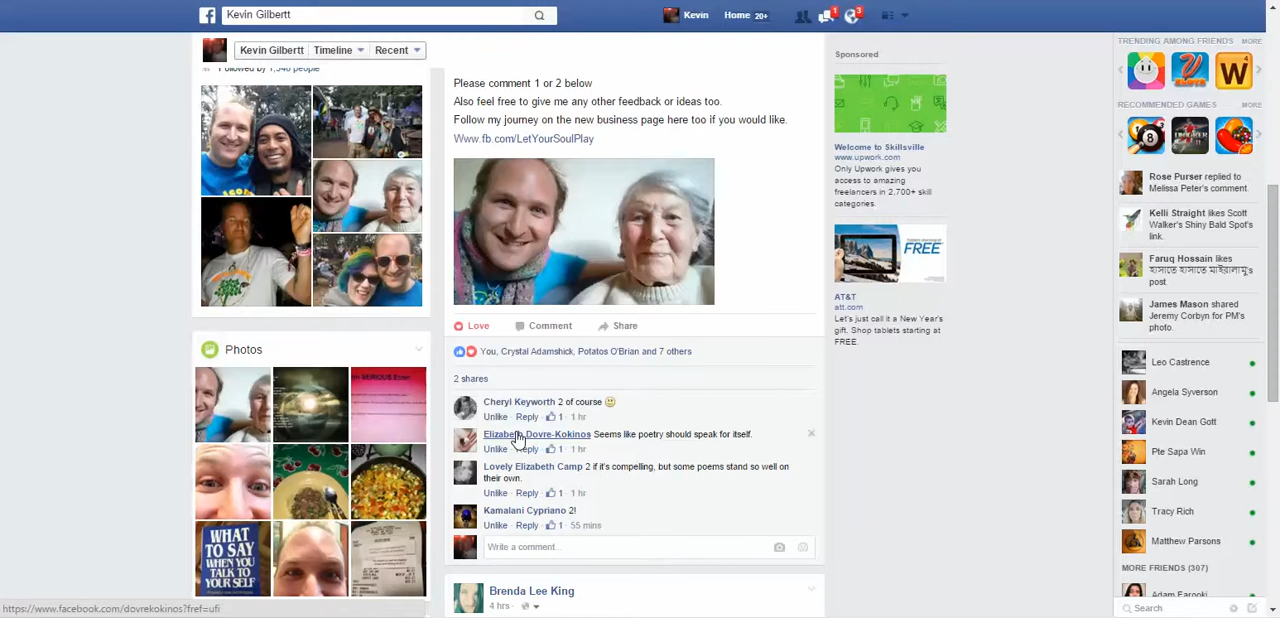 Kevin Gilbertt
Kevin Home 20+ 1 3
Kevin Gilbertt Timeline Recent
Please comment 1 or 2 below
Also feel free to give me any other feedback or ideas too.
Follow my journey on the new business page here too if you would like.
Www.fb.com/LetYourSoulPlay
Love Comment Share
You, Crystal Adamshick, Potatos O'Brian and 7 others
2 shares
Cheryl Keyworth 2 of course
Unlike · Reply · 1 · 1 hr
Elizabeth Dovre-Kokinos Seems like poetry should speak for itself.
Unlike · Reply · 1 · 1 hr
Lovely Elizabeth Camp 2 if it's compelling, but some poems stand so well on
their own.
Unlike · Reply · 1 · 1 hr
Kamalani Cypriano 2!
Unlike · Reply · 1 · 55 mins
Write a comment...
Brenda Lee King
4 hrs ·
Photos
WHAT
TO SAY
WHEN YOU
TALK TO
YOUR SELF
https://www.facebook.com/dovrekokinos?fref=ufi
Sponsored
Welcome to Skillsville
www.upwork.com
Only Upwork gives
you access to amazing
freelancers in 2,700+ skill
categories.
FREE
AT&T
att.com
Let's just call it a New Year's
gift. Shop tablets starting at
FREE.
TRENDING AMONG FRIENDS MORE
RECOMMENDED GAMES MORE
Rose Purser replied to
Melissa Peter's comment.
Kelli Straight likes Scott
Walker's Shiny Bald Spot's
link.
Faruq Hossain likes
post.
James Mason shared
Jeremy Corbyn for PM's
photo.
Leo Castrence
Angela Syverson
Kevin Dean Gott
Pte Sapa Win
Sarah Long
Tracy Rich
Matthew Parsons
MORE FRIENDS (307)
Search